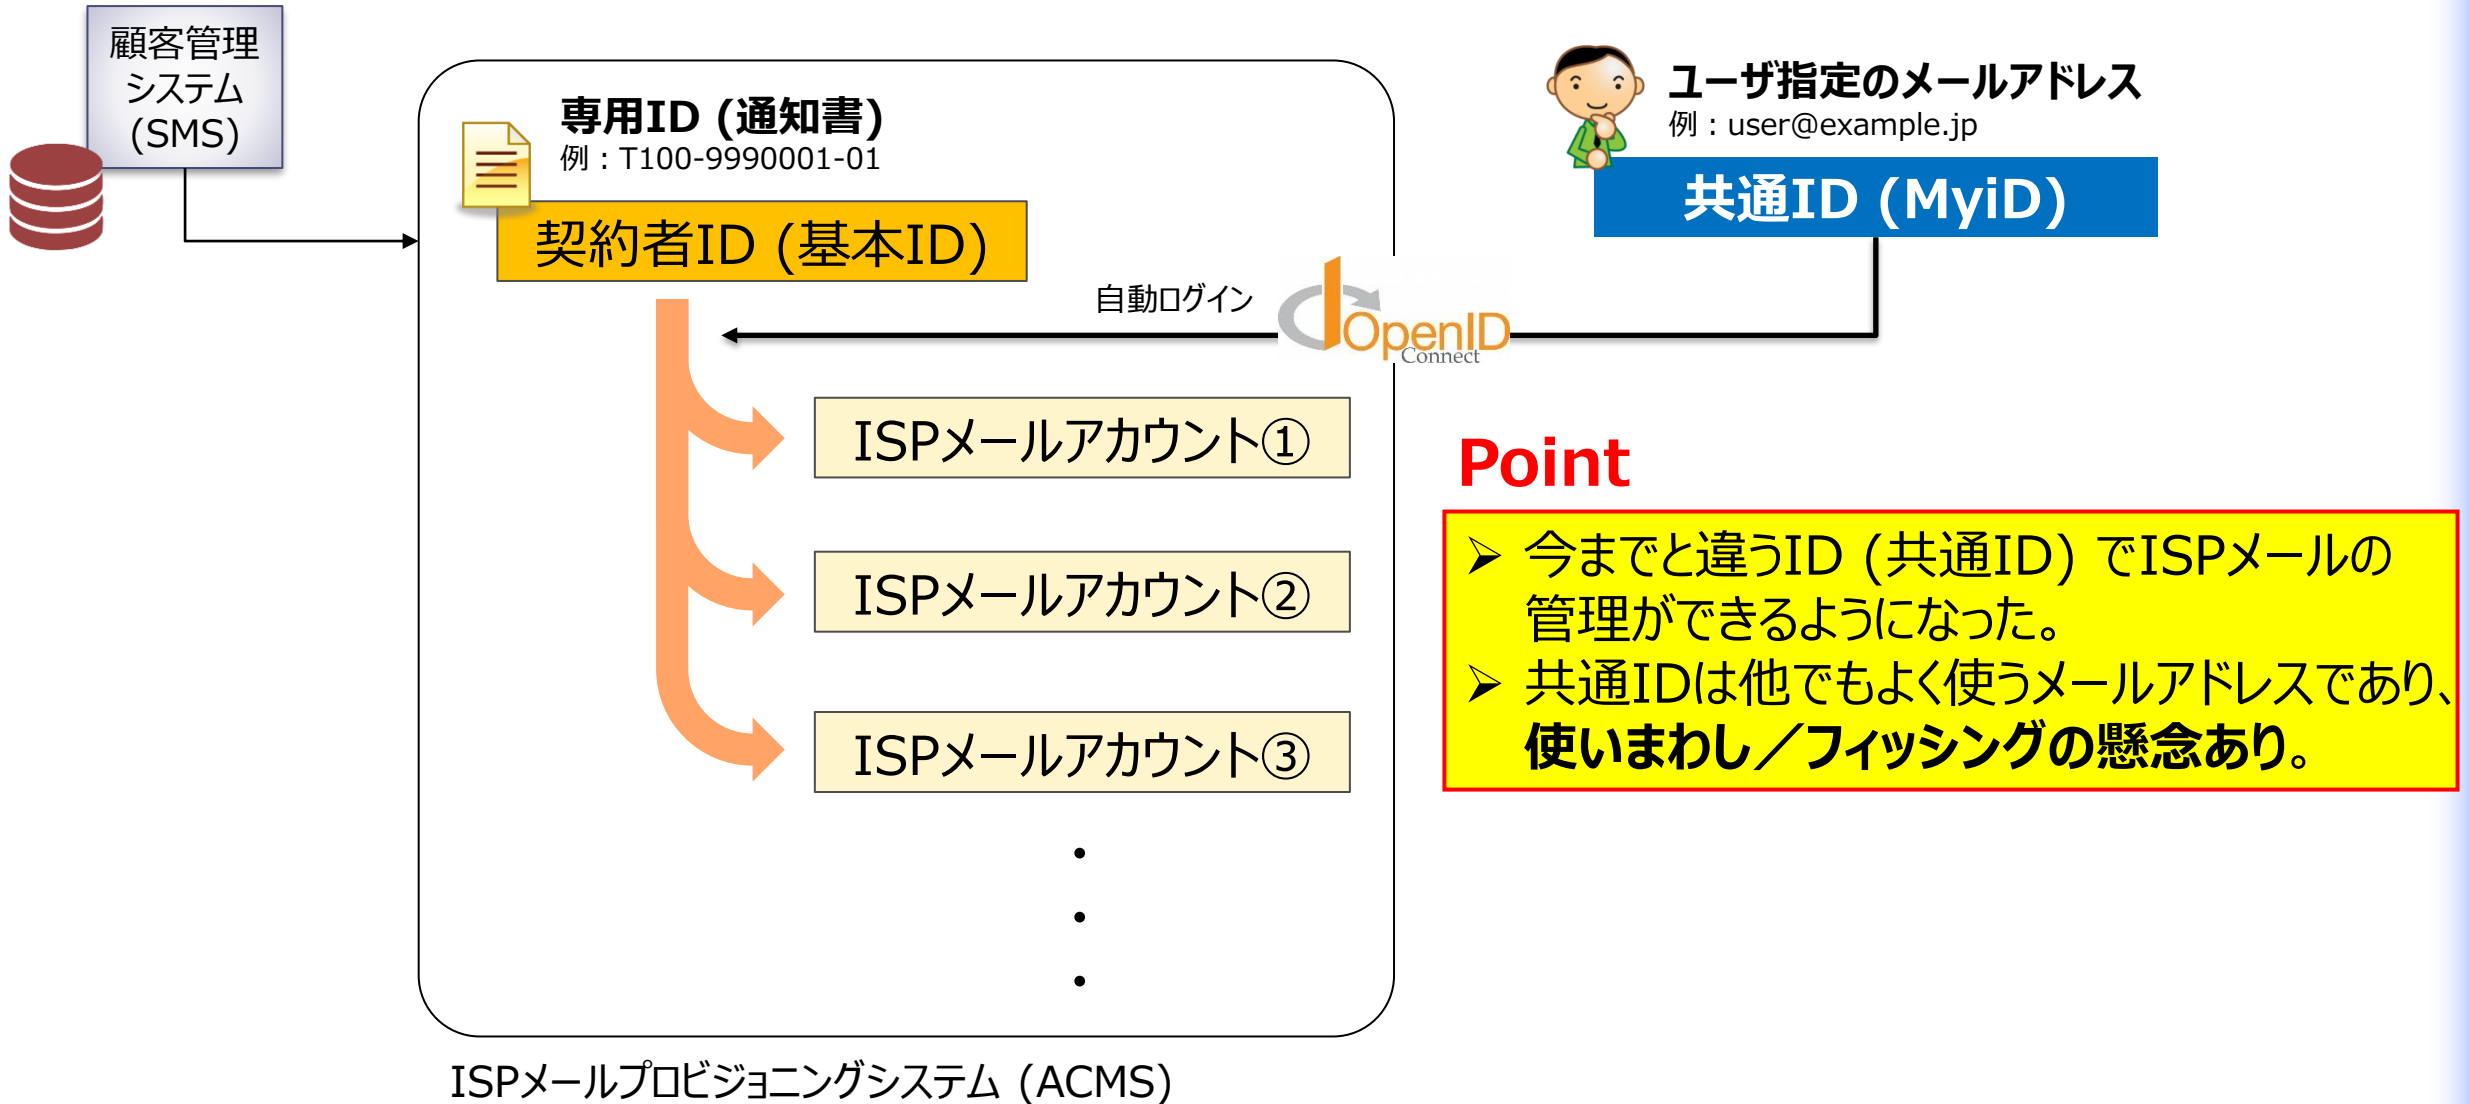 顧客管理
システム
(SMS)
専用ID (通知書)
例：T100-9990001-01
契約者ID (基本ID)
ユーザ指定のメールアドレス
例：user@example.jp
共通ID (MyiD)
自動ログイン
OpenID
Connect
ISPメールアカウント①
ISPメールアカウント②
ISPメールアカウント③
・
・
・
ISPメールプロビジョニングシステム (ACMS)
Point
➢ 今までと違うID (共通ID) でISPメールの
管理ができるようになった。
➢ 共通IDは他でもよく使うメールアドレスであり、
使いまわし／フィッシングの懸念あり。